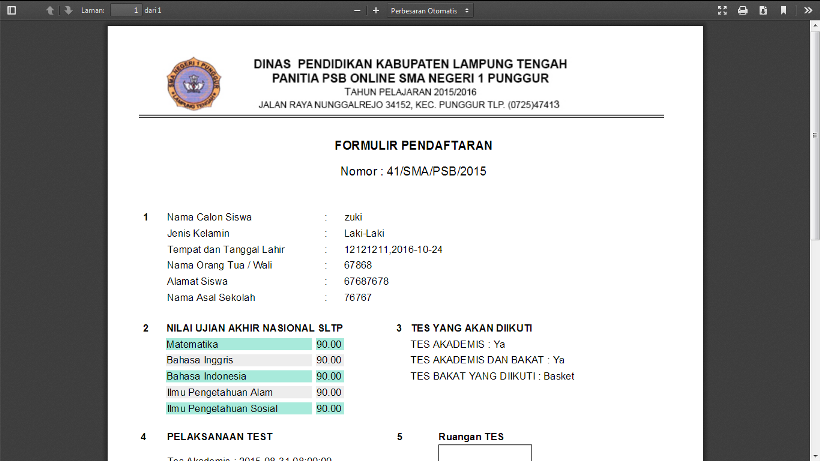 Laman: 1 dari 1 Perbesaran Otomatis
SMA NEGERI 1 PUNGGUR
LAMPUNG TENGAH
DINAS PENDIDIKAN KABUPATEN LAMPUNG TENGAH
PANITIA PSB ONLINE SMA NEGERI 1 PUNGGUR
TAHUN PELAJARAN 2015/2016
JALAN RAYA NUNGGALREJO 34152, KEC. PUNGGUR TLP. (0725)47413
FORMULIR PENDAFTARAN
Nomor : 41/SMA/PSB/2015
1 Nama Calon Siswa : zuki
Jenis Kelamin : Laki-Laki
Tempat dan Tanggal Lahir : 12121211,2016-10-24
Nama Orang Tua / Wali : 67868
Alamat Siswa : 67687678
Nama Asal Sekolah : 76767
2 NILAI UJIAN AKHIR NASIONAL SLTP
Matematika 90.00
Bahasa Inggris 90.00
Bahasa Indonesia 90.00
Ilmu Pengetahuan Alam 90.00
Ilmu Pengetahuan Sosial 90.00
3 TES YANG AKAN DIIKUTI
TES AKADEMIS : Ya
TES AKADEMIS DAN BAKAT : Ya
TES BAKAT YANG DIIKUTI : Basket
4 PELAKSANAAN TEST
Tes Akademis : 2015-08-31 08:00:00
5 Ruangan TES